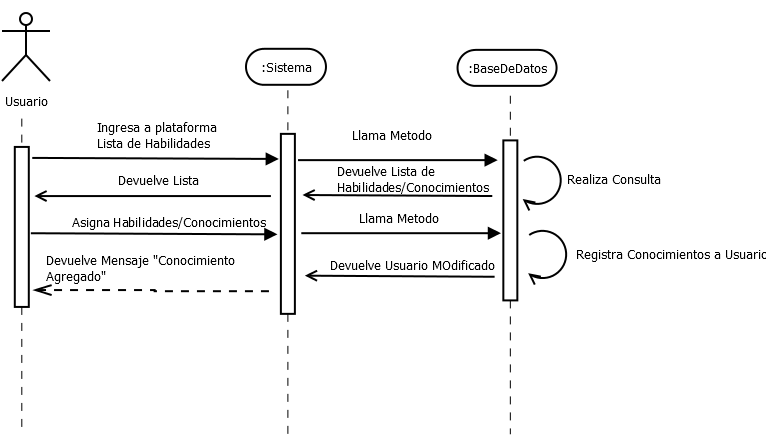 :Sistema
:BaseDeDatos
Usuario
Ingresa a plataforma
Lista de Habilidades
Llama Metodo
Devuelve Lista
Devuelve Lista de
Habilidades/Conocimientos
Realiza Consulta
Asigna Habilidades/Conocimientos
Llama Metodo
Devuelve Mensaje "Conocimiento
Agregado"
Devuelve Usuario MOdificado
Registra Conocimientos a Usuario